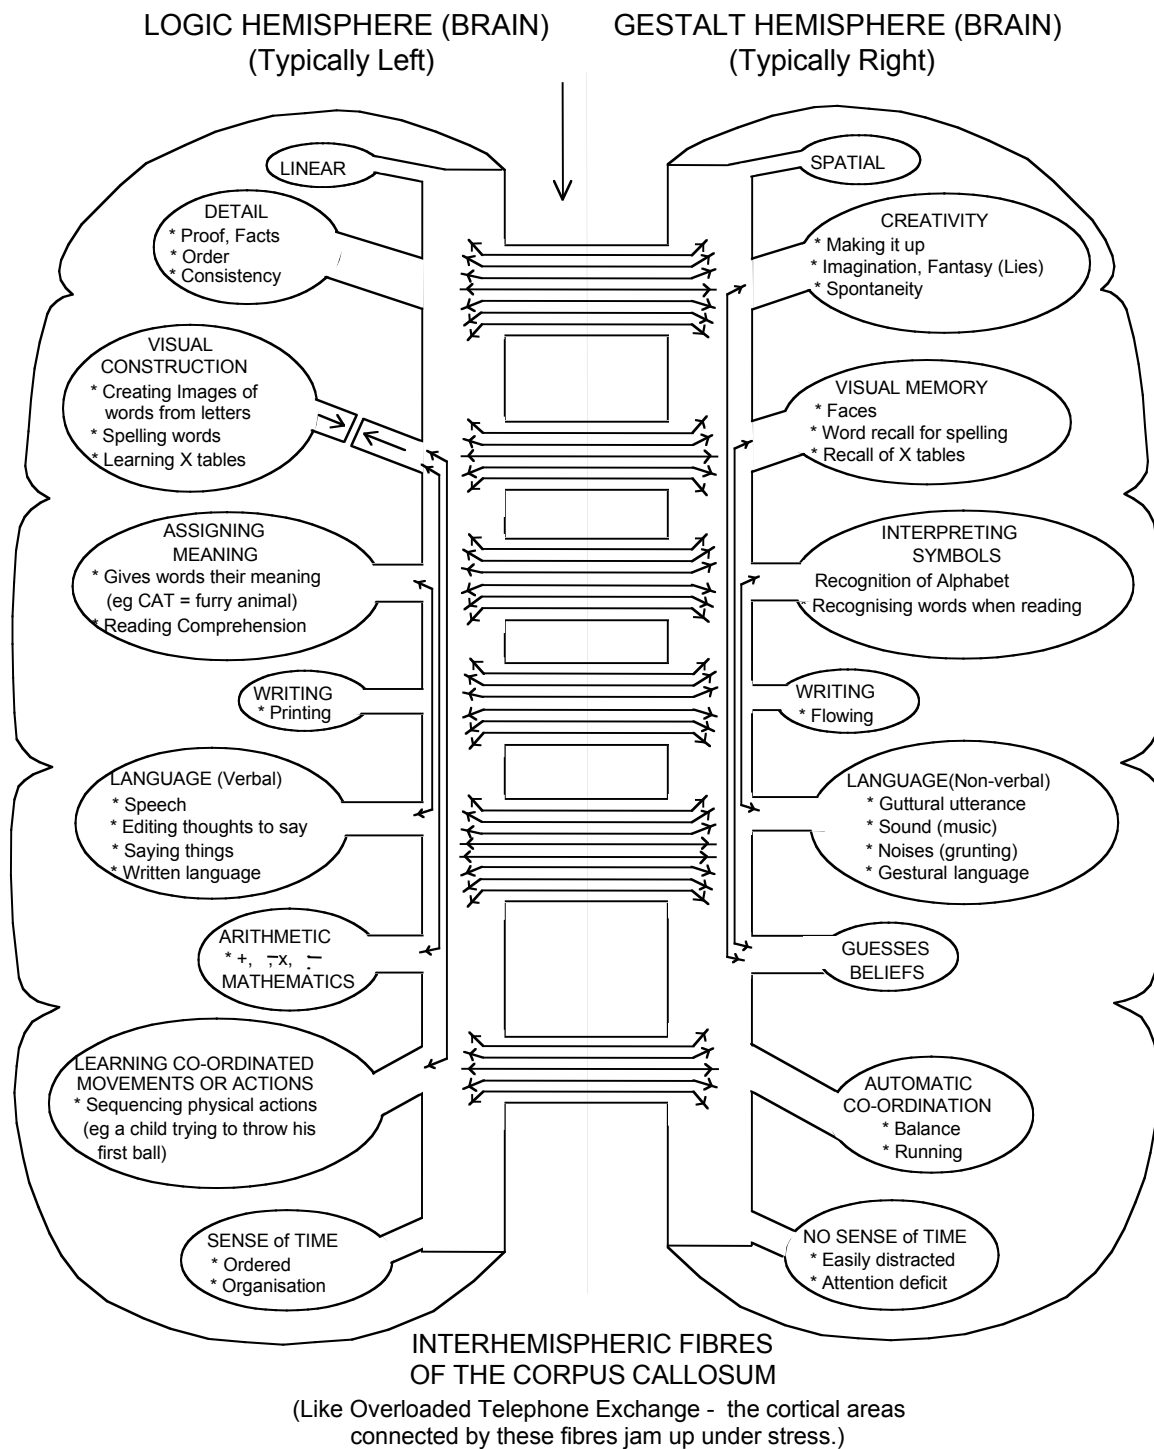 LOGIC HEMISPHERE (BRAIN)
(Typically Left)
GESTALT HEMISPHERE (BRAIN)
(Typically Right)
LINEAR
DETAIL
* Proof, Facts
* Order
* Consistency
VISUAL
CONSTRUCTION
* Creating Images of
words from letters
* Spelling words
* Learning X tables
ASSIGNING
MEANING
* Gives words their meaning
(eg CAT = furry animal)
* Reading Comprehension
WRITING
* Printing
LANGUAGE (Verbal)
* Speech
* Editing thoughts to say
* Saying things
* Written language
ARITHMETIC
* +, -,x, ÷
MATHEMATICS
LEARNING CO-ORDINATED
MOVEMENTS OR ACTIONS
* Sequencing physical actions
(eg a child trying to throw his
first ball)
SENSE of TIME
* Ordered
* Organisation
SPATIAL
CREATIVITY
* Making it up
* Imagination, Fantasy (Lies)
* Spontaneity
VISUAL MEMORY
* Faces
* Word recall for spelling
* Recall of X tables
INTERPRETING
SYMBOLS
Recognition of Alphabet
Recognising words when reading
WRITING
* Flowing
LANGUAGE(Non-verbal)
* Guttural utterance
* Sound (music)
* Noises (grunting)
* Gestural language
GUESSES
BELIEFS
AUTOMATIC
CO-ORDINATION
* Balance
* Running
NO SENSE of TIME
* Easily distracted
* Attention deficit
INTERHEMISPHERIC FIBRES
OF THE CORPUS CALLOSUM
(Like Overloaded Telephone Exchange - the cortical areas
connected by these fibres jam up under stress.)